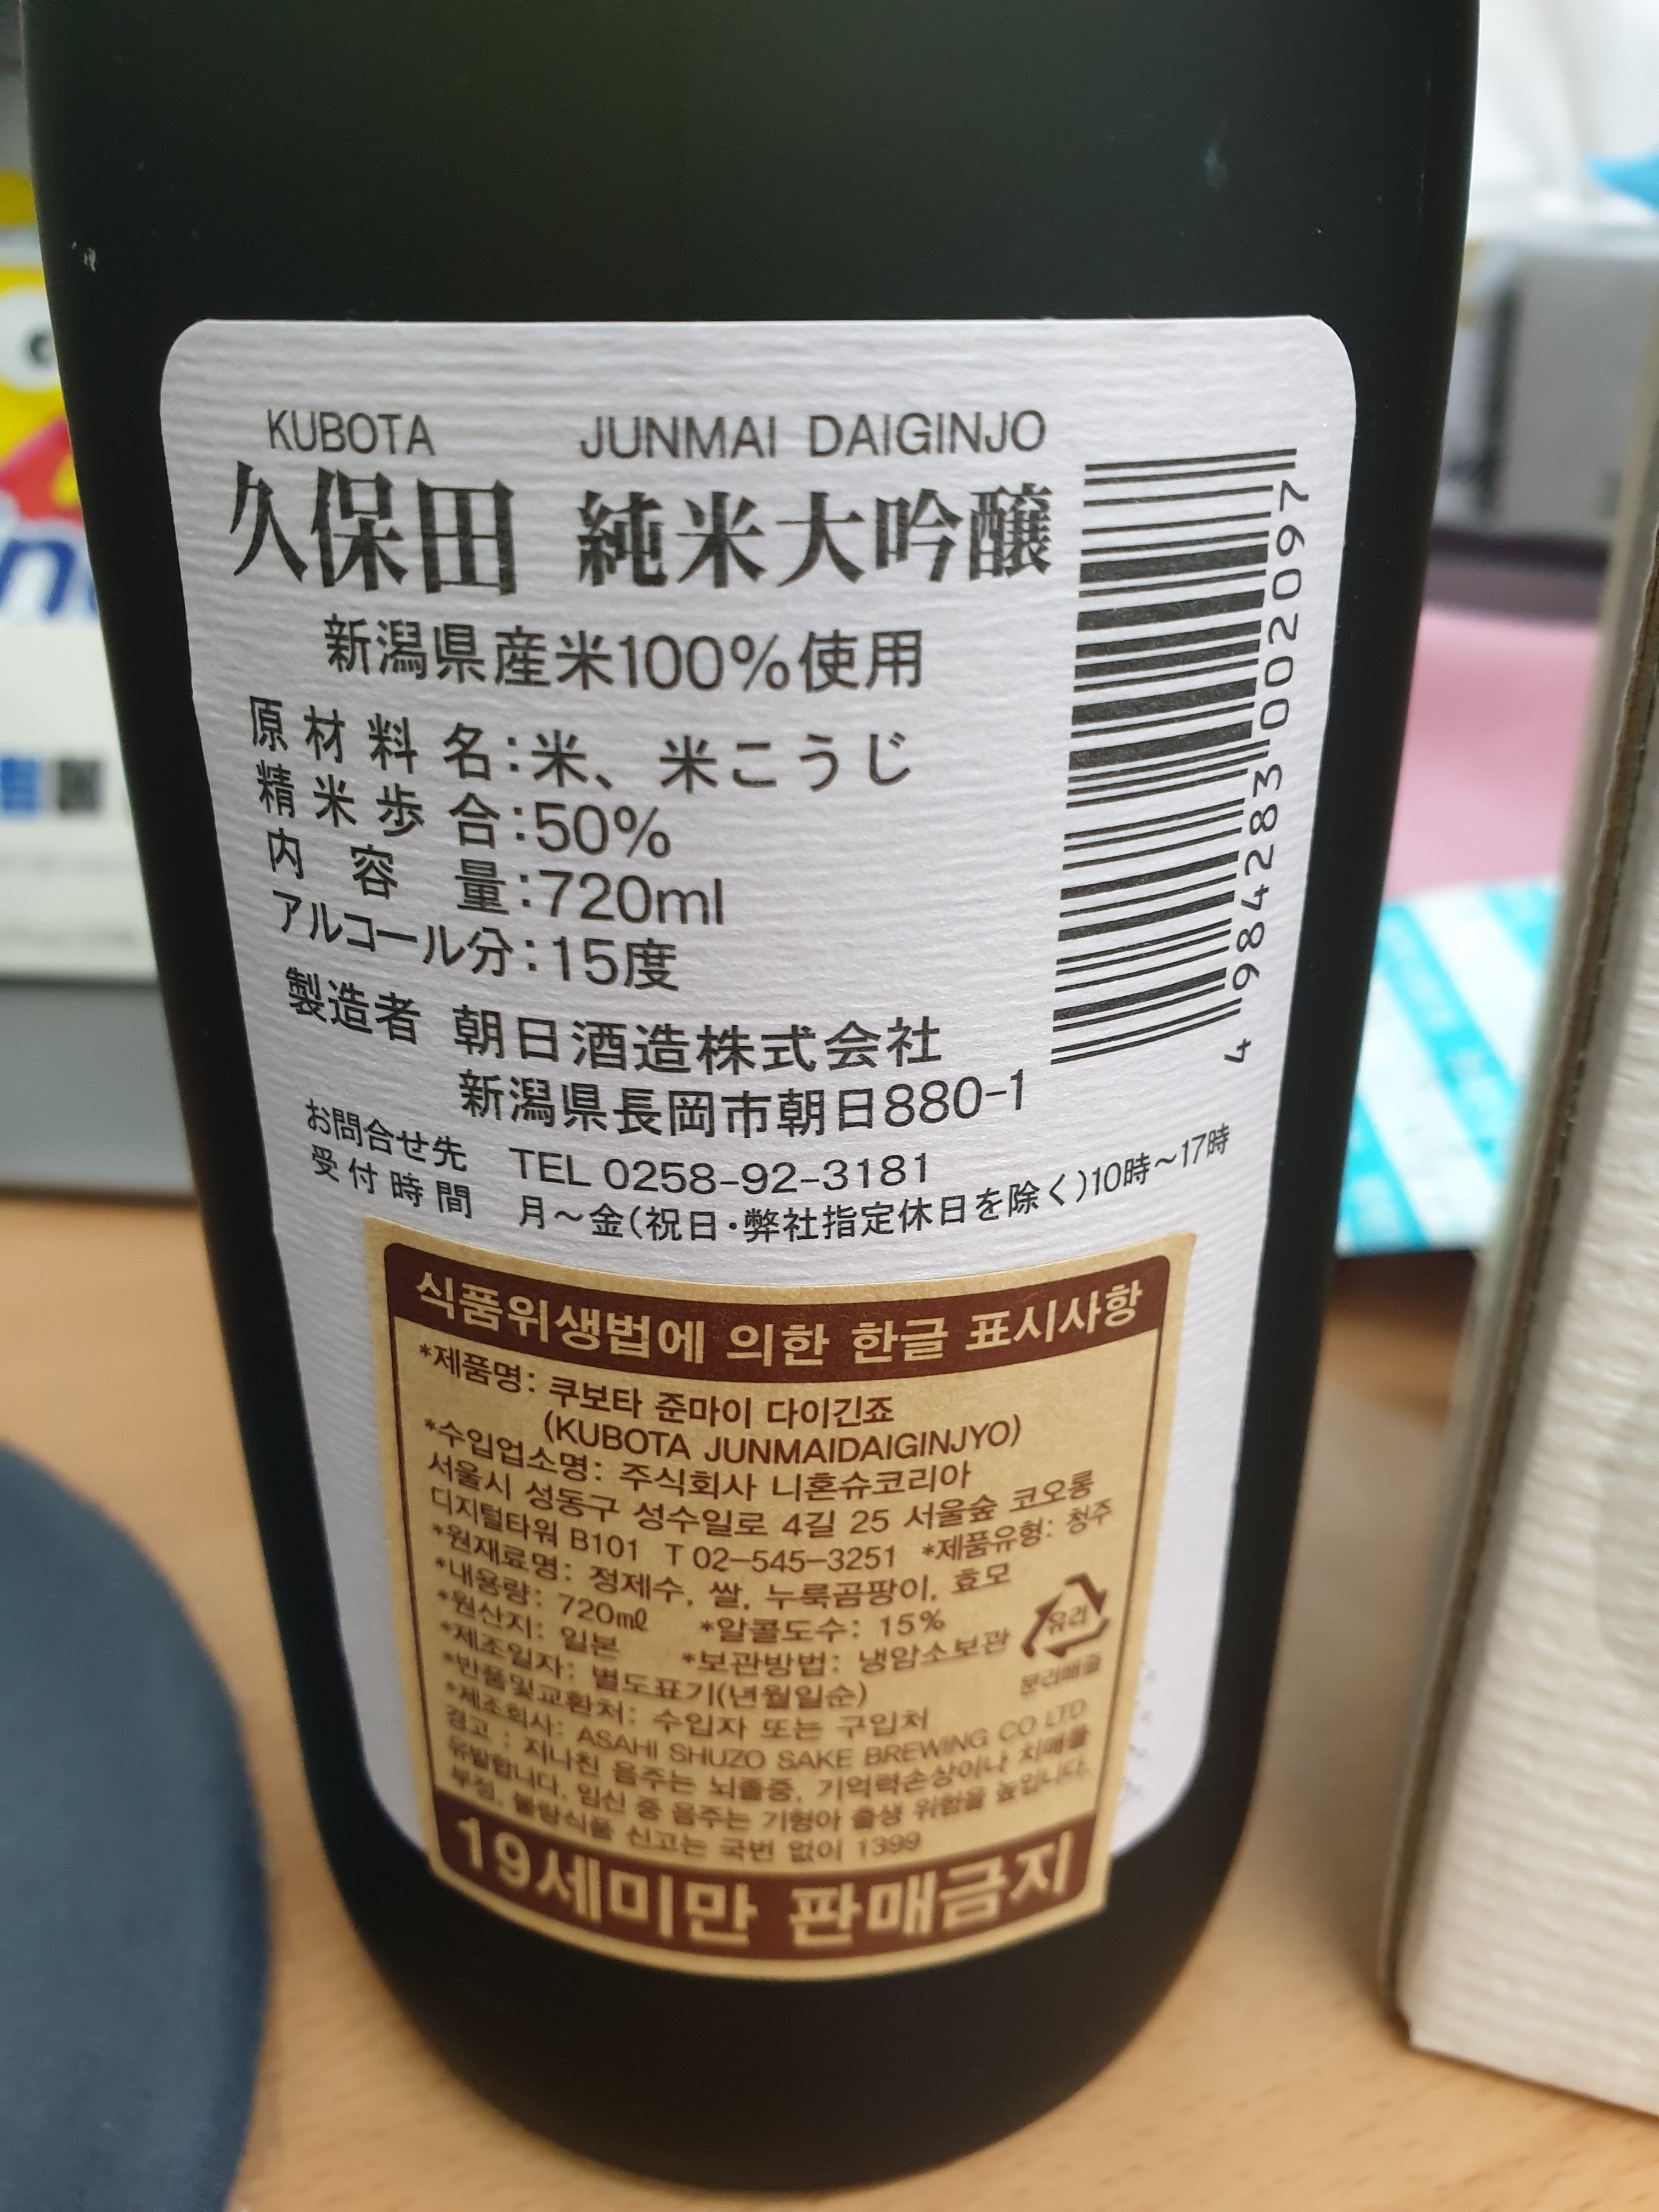 KUBOTA JUNMAI DAIGINJO
久保田 純米大吟醸
新潟県産米100%使用
原材料名:米、米こうじ
精米歩合:50%
内容量:720ml
アルコール分:15度
製造者 朝日酒造株式会社
新潟県長岡市朝日880-1
お問合せ先 TEL 0258-92-3181
受付時間 月~金(祝日・弊社指定休日を除く)10時~17時
4 984283 002097
식품위생법에 의한 한글 표시사항
*제품명: 쿠보타 준마이 다이긴죠
(KUBOTA JUNMAIDAIGINJYO)
*수입업소명: 주식회사 니혼슈코리아
서울시 성동구 성수일로 4길 25 서울숲 코오롱
디지털타워 B101 T 02-545-3251 *제품유형: 청주
*원재료명: 정제수, 쌀, 누룩곰팡이, 효모
*내용량: 720㎖ *알콜도수: 15%
*원산지: 일본 *보관방법: 냉암소보관
*제조일자: 별도표기(년월일순)
*반품및교환처: 수입자 또는 구입처
*제조회사: ASAHI SHUZO SAKE BREWING CO LTD
경고 : 지나친 음주는 뇌졸중, 기억력손상이나 치매를
유발합니다. 임신 중 음주는 기형아 출생 위험을 높입니다.
부정, 불량식품 신고는 국번 없이 1399
유리
분리배출
19세미만 판매금지